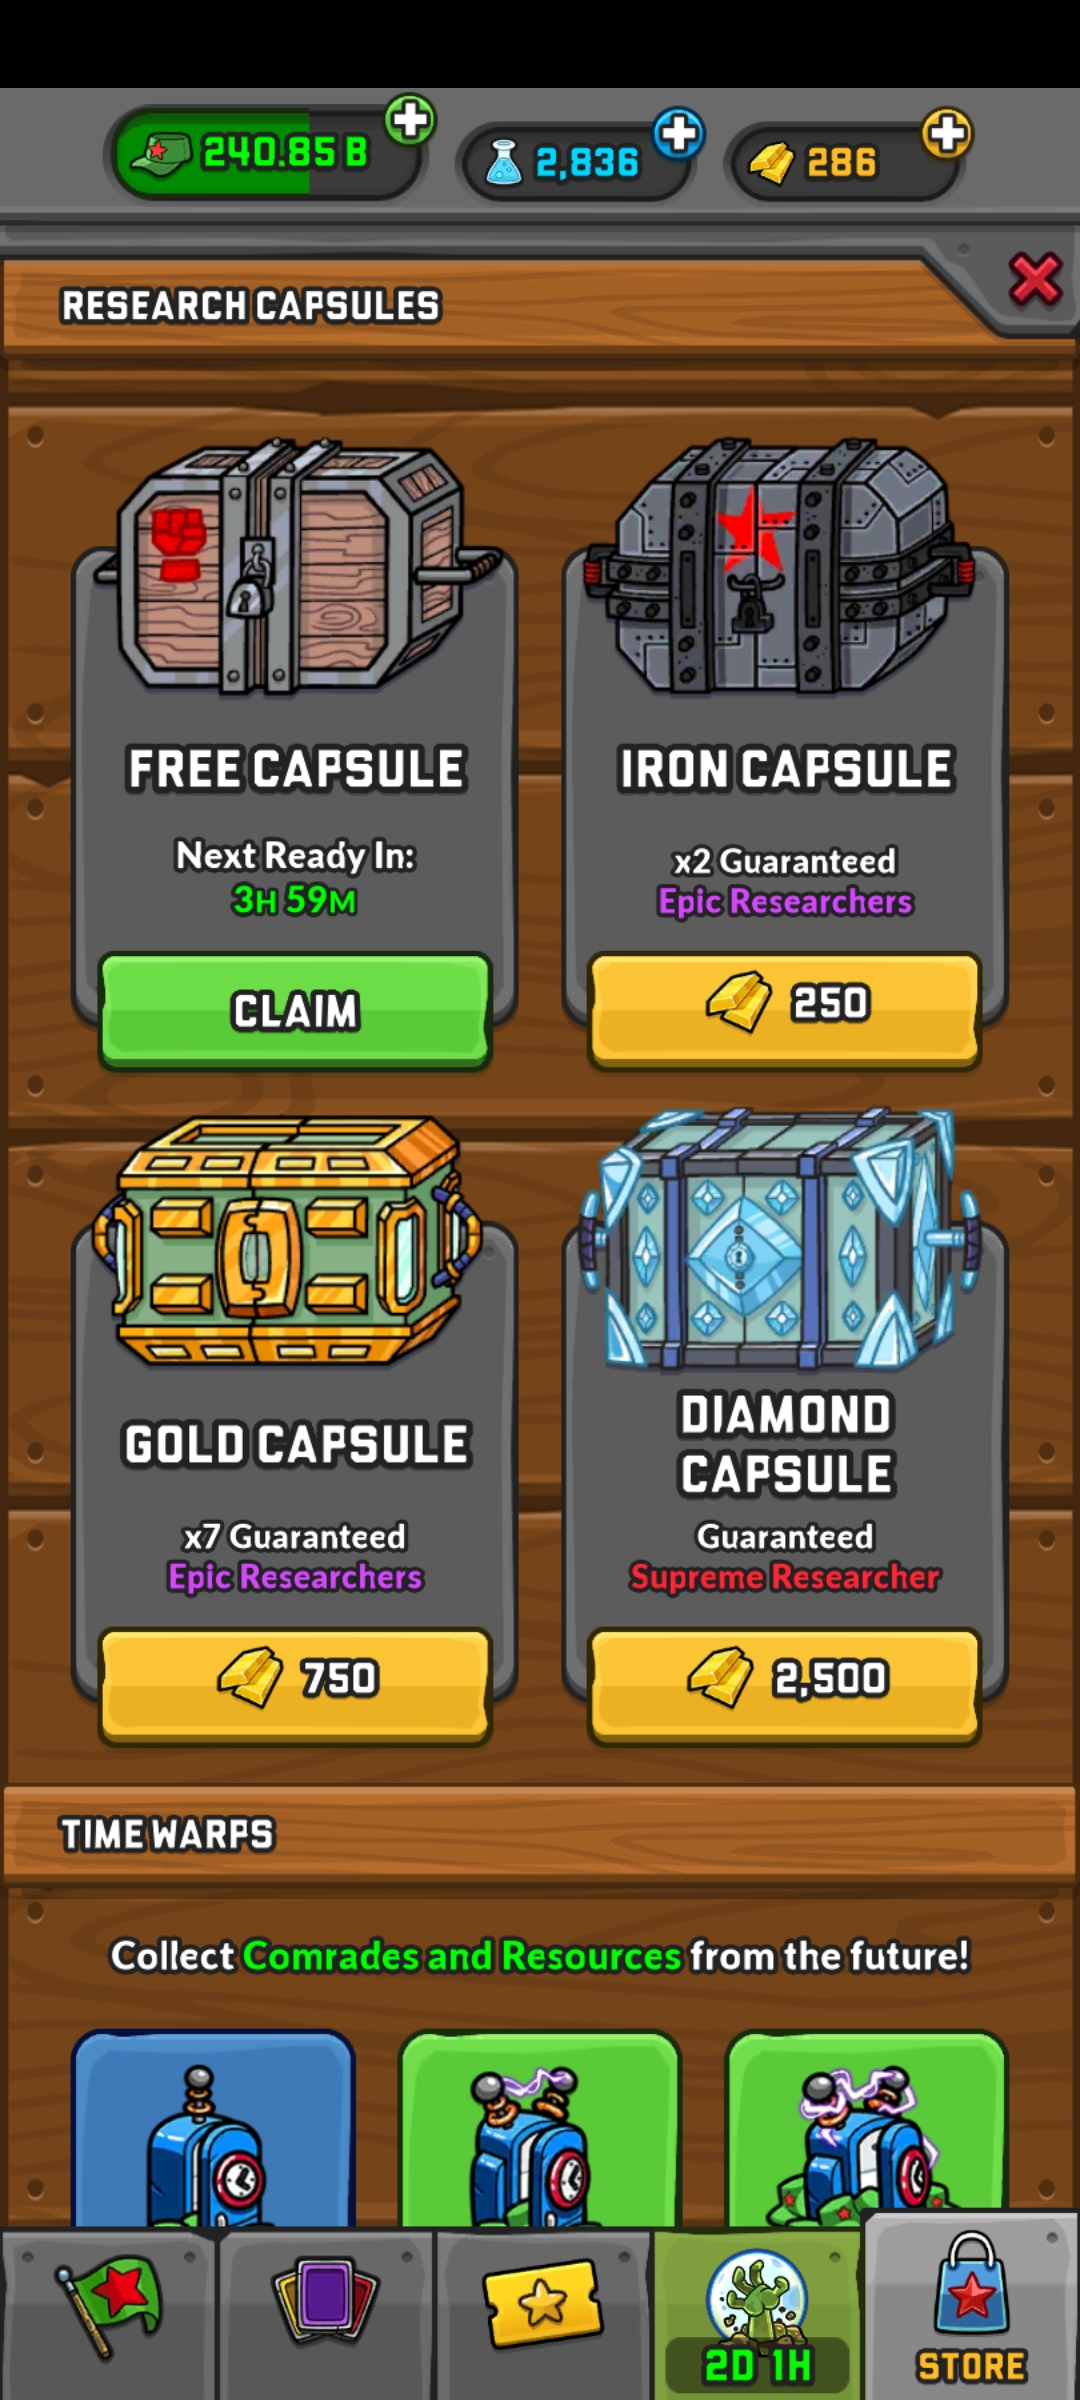 240.85 B
2,836
286
RESEARCH CAPSULES
FREE CAPSULE
Next Ready In:
3H 59M
CLAIM
IRON CAPSULE
x2 Guaranteed
Epic Researchers
250
GOLD CAPSULE
x7 Guaranteed
Epic Researchers
750
DIAMOND
CAPSULE
Guaranteed
Supreme Researcher
2,500
TIME WARPS
Collect Comrades and Resources from the future!
2D 1H
STORE